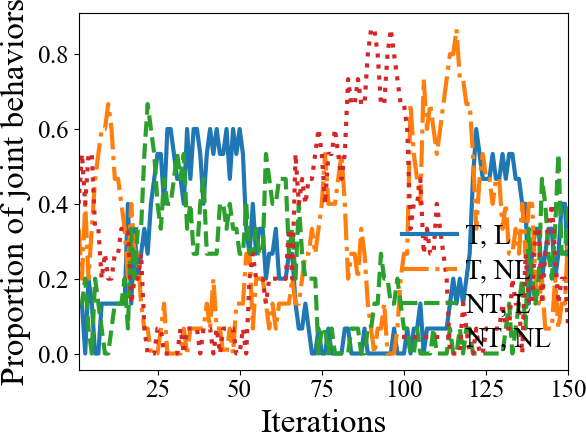 Proportion of joint behaviors
0.8
0.6
0.4
0.2
0.0
T, L
T, NL
NT, L
NT, NL
25 50 75 100 125 150
Iterations